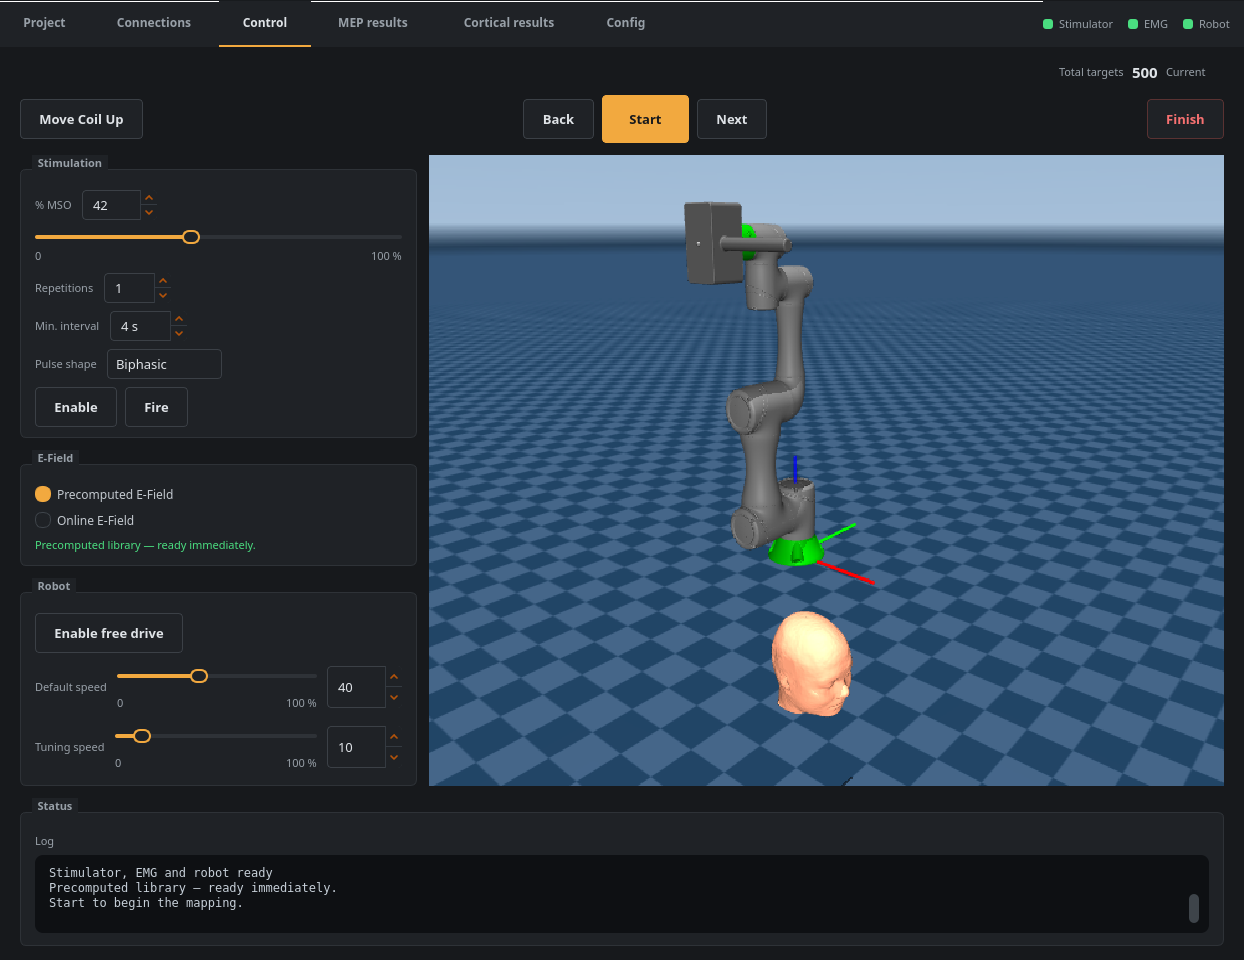 Project Connections Control MEP results Cortical results Config Stimulator EMG Robot
Total targets 500 Current
Move Coil Up Back Start Next Finish
Stimulation
% MSO 42
0 100 %
Repetitions 1
Min. interval 4 s
Pulse shape Biphasic
Enable Fire
E-Field
Precomputed E-Field
Online E-Field
Precomputed library — ready immediately.
Robot
Enable free drive
Default speed 40
0 100 %
Tuning speed 10
0 100 %
Status
Log
Stimulator, EMG and robot ready
Precomputed library — ready immediately.
Start to begin the mapping.